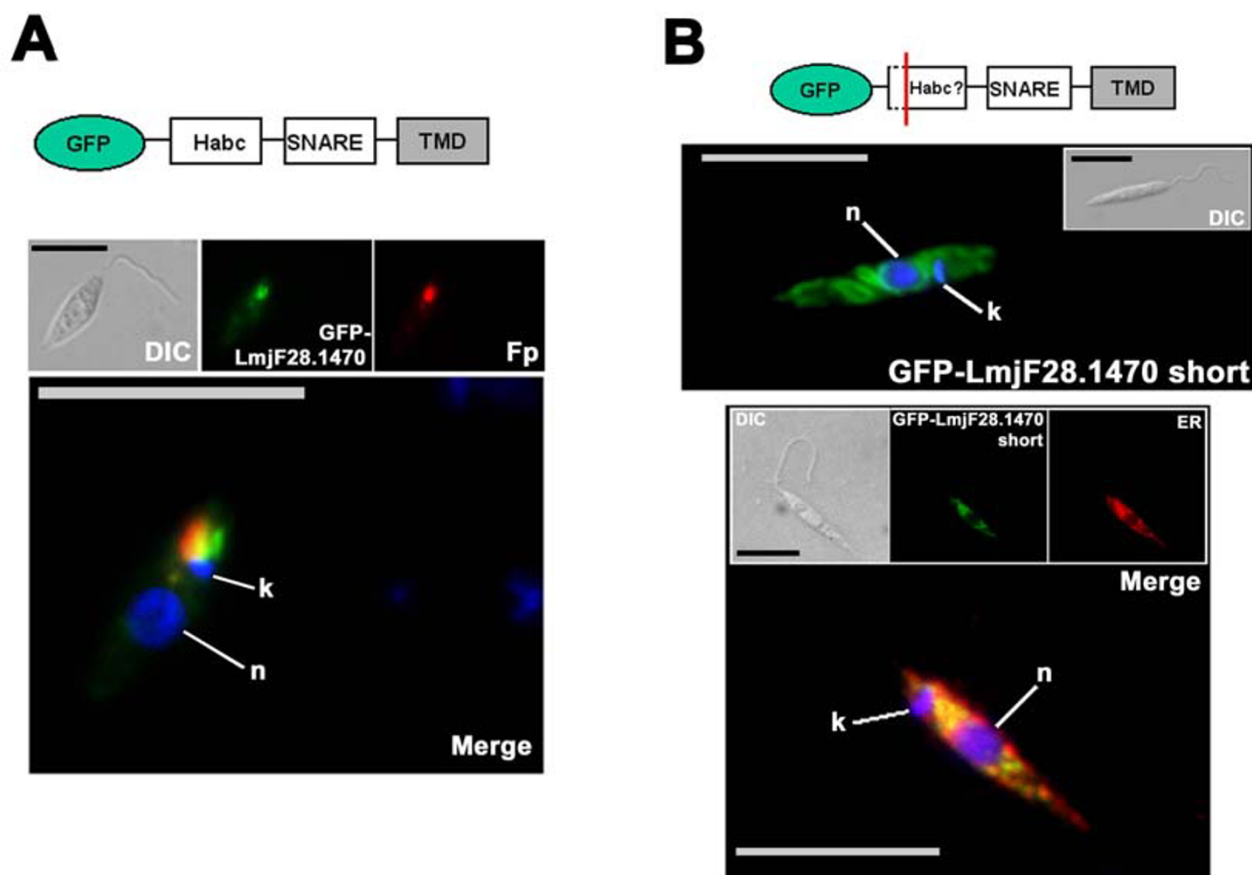 A
GFP
Habc
SNARE
TMD
DIC
GFP-
LmjF28.1470
Fp
k
n
Merge
B
GFP
Habc?
SNARE
TMD
n
DIC
k
GFP-LmjF28.1470 short
DIC
GFP-LmjF28.1470
short
ER
Merge
n
k